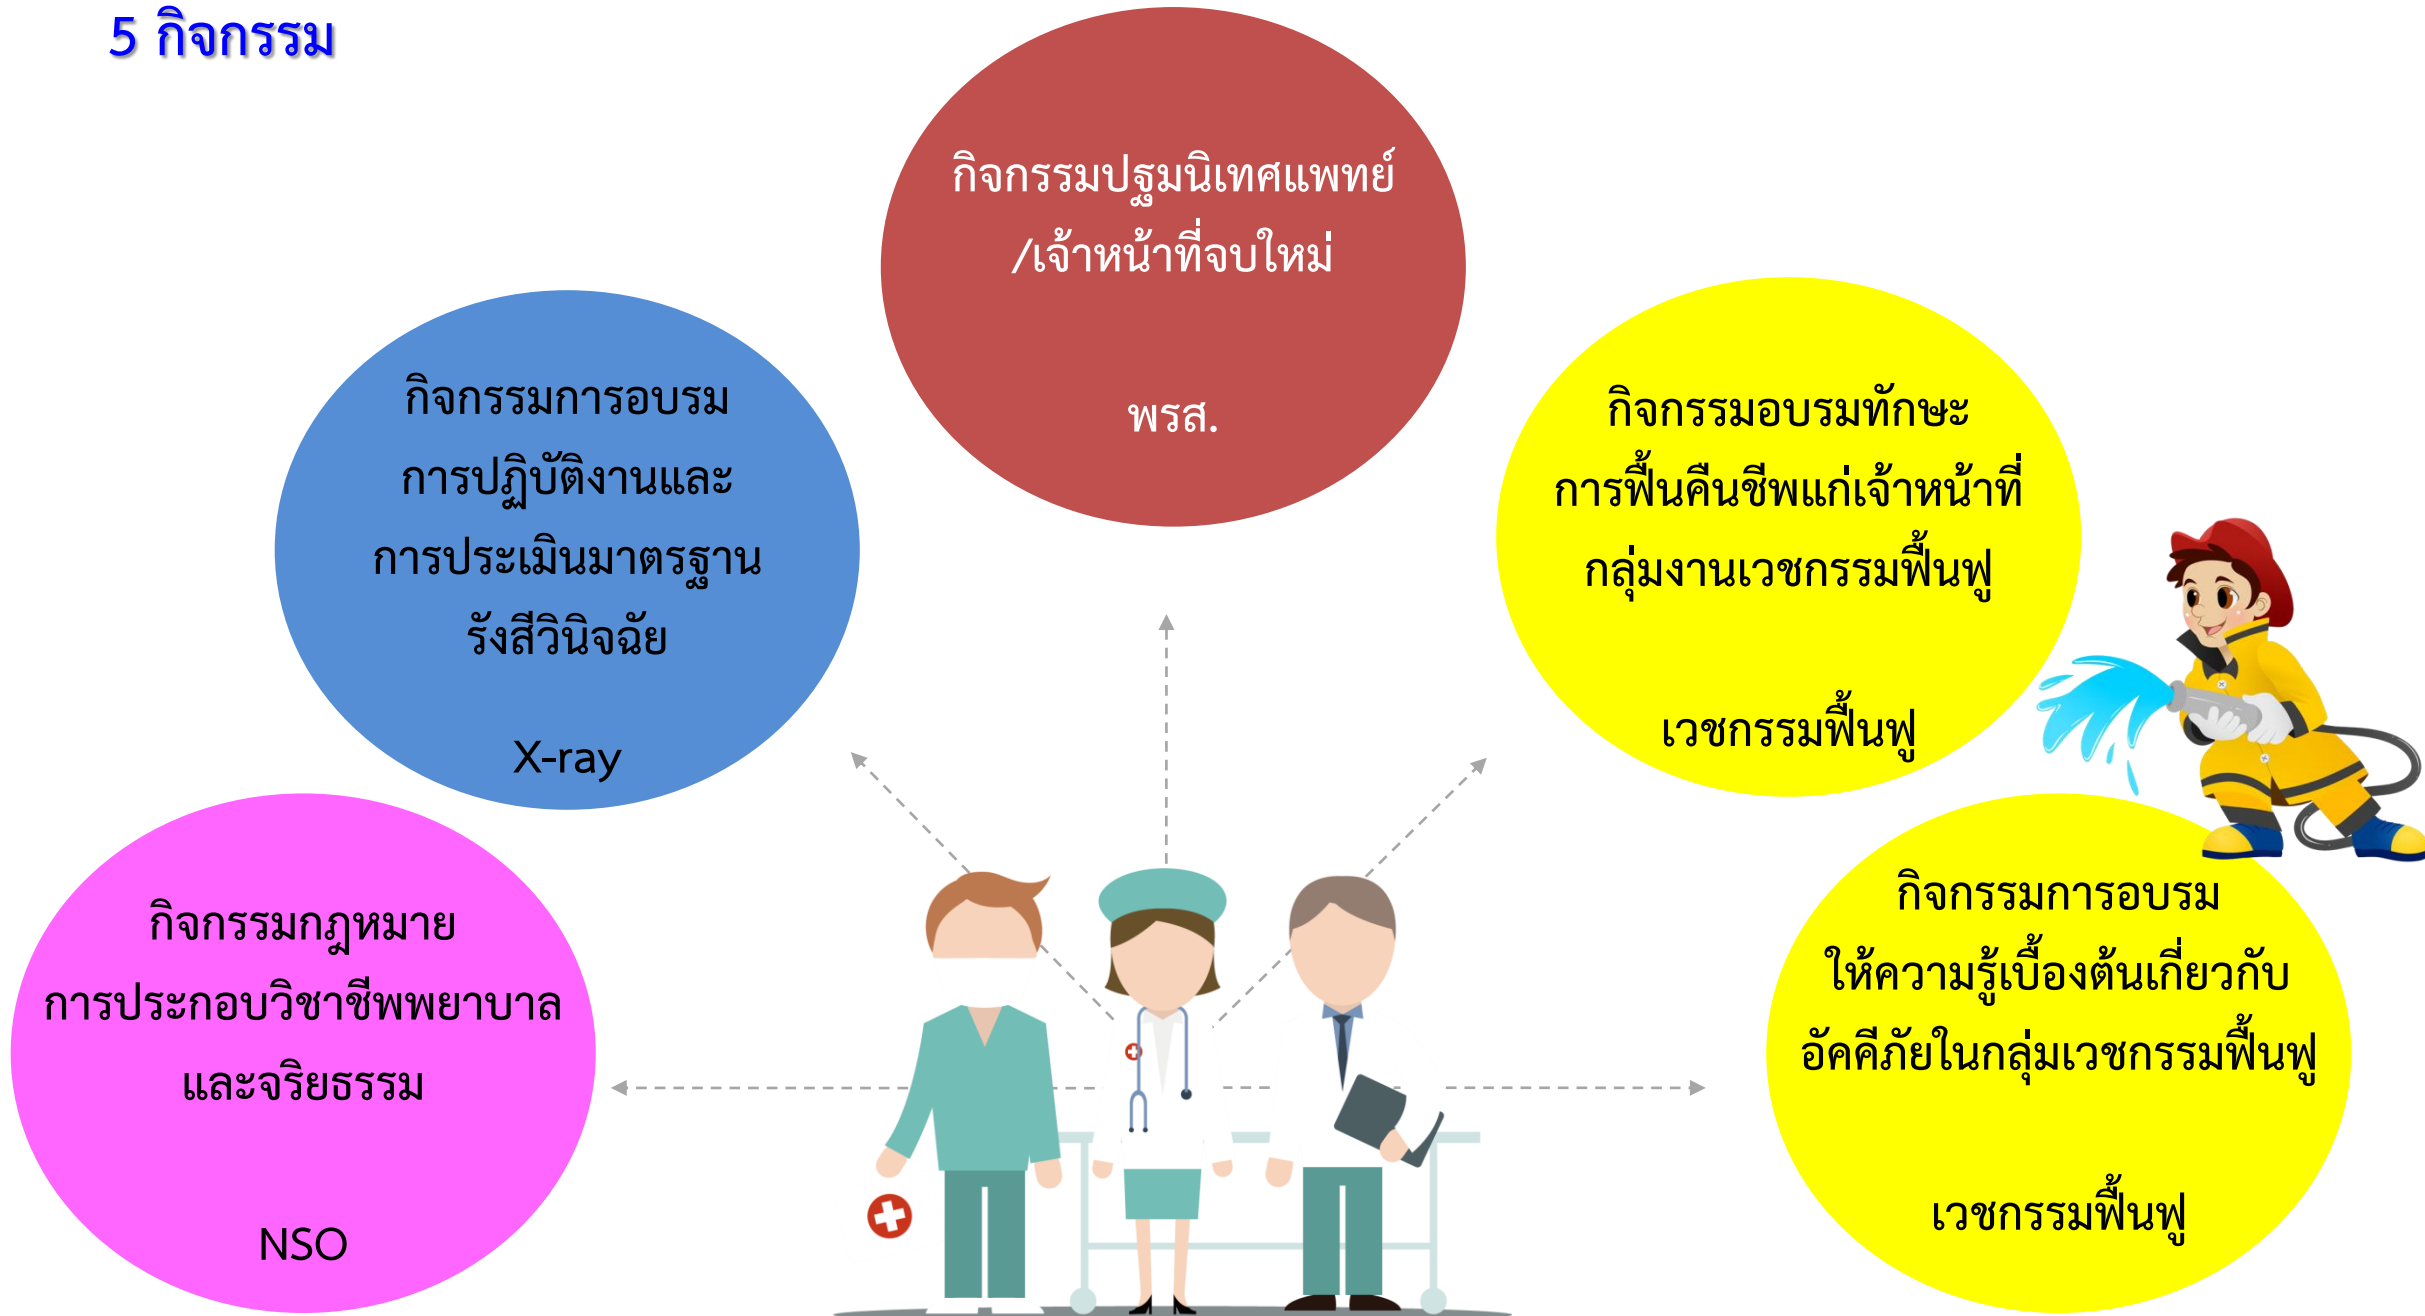 5 กิจกรรม
กิจกรรมปฐมนิเทศแพทย์
/เจ้าหน้าที่จบใหม่
พรส.
กิจกรรมการอบรม
การปฏิบัติงานและ
การประเมินมาตรฐาน
รังสีวินิจฉัย
X-ray
กิจกรรมอบรมทักษะ
การฟื้นคืนชีพแก่เจ้าหน้าที่
กลุ่มงานเวชกรรมฟื้นฟู
เวชกรรมฟื้นฟู
กิจกรรมกฎหมาย
การประกอบวิชาชีพพยาบาล
และจริยธรรม
NSO
กิจกรรมการอบรม
ให้ความรู้เบื้องต้นเกี่ยวกับ
อัคคีภัยในกลุ่มเวชกรรมฟื้นฟู
เวชกรรมฟื้นฟู